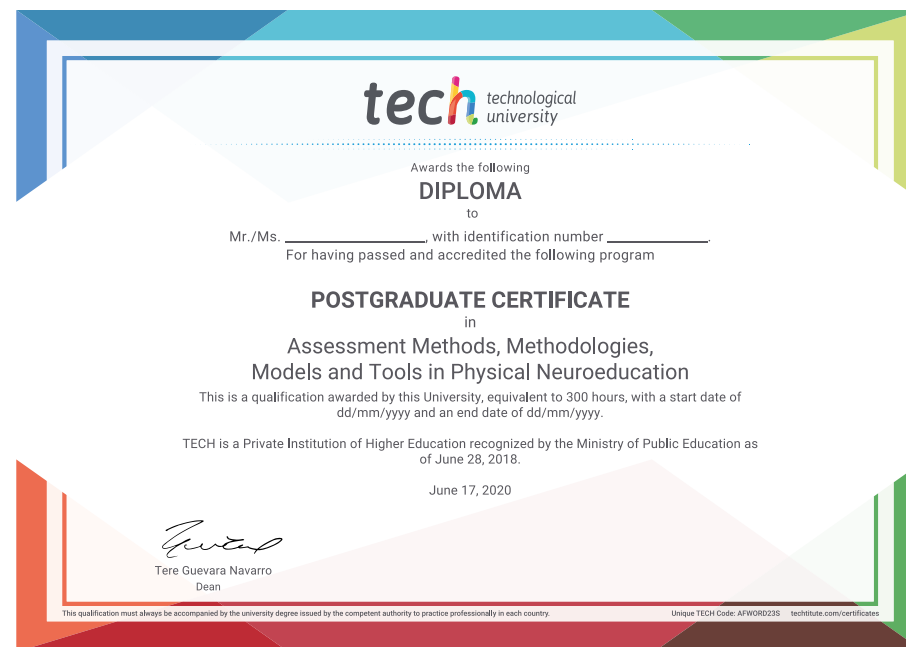 tech technological
university
Awards the following
DIPLOMA
to
Mr./Ms. ____________________, with identification number ______________.
For having passed and accredited the following program
POSTGRADUATE CERTIFICATE
in
Assessment Methods, Methodologies,
Models and Tools in Physical Neuroeducation
This is a qualification awarded by this University, equivalent to 300 hours, with a start date of
dd/mm/yyyy and an end date of dd/mm/yyyy.
TECH is a Private Institution of Higher Education recognized by the Ministry of Public Education as
of June 28, 2018.
June 17, 2020
Tere Guevara Navarro
Dean
This qualification must always be accompanied by the university degree issued by the competent authority to practice professionally in each country. Unique TECH Code: AFWORD23S techtitute.com/certificates